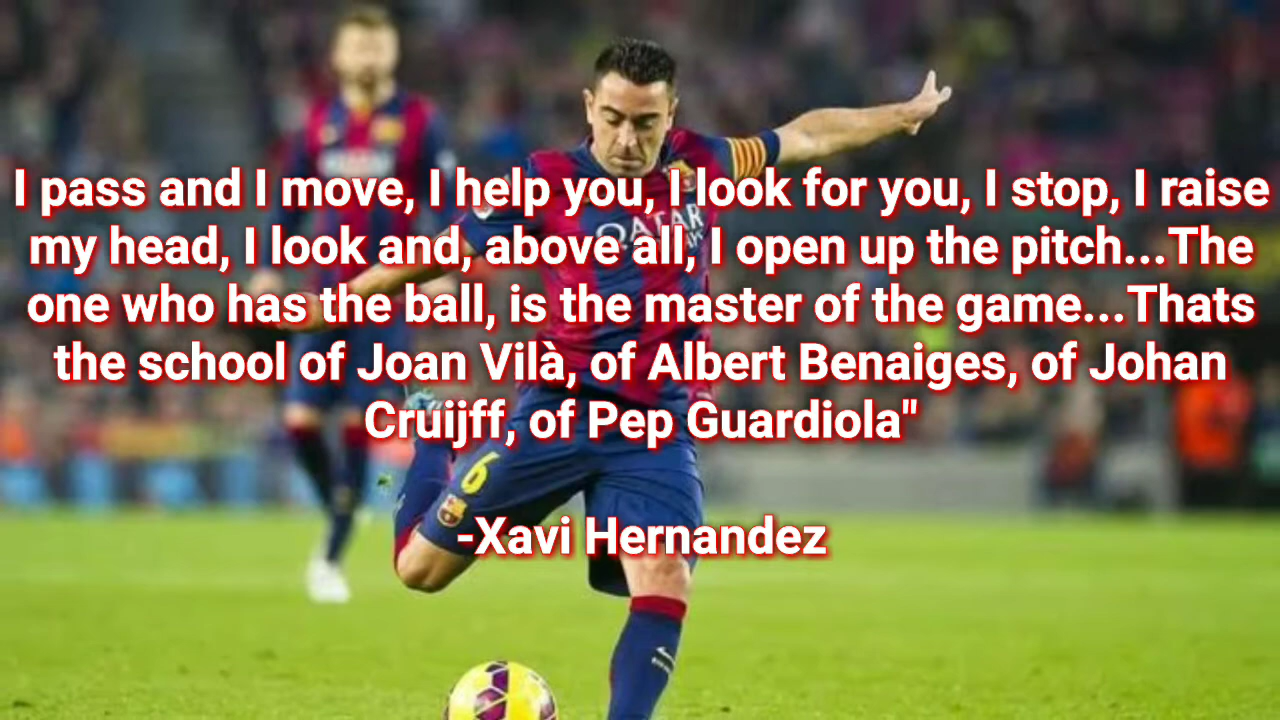 I pass and I move, I help you, I look for you, I stop, I raise
my head, I look and, above all, I open up the pitch...The
one who has the ball, is the master of the game...Thats
the school of Joan Vilà, of Albert Benaiges, of Johan
Cruijff, of Pep Guardiola"
-Xavi Hernandez
QATAR
6